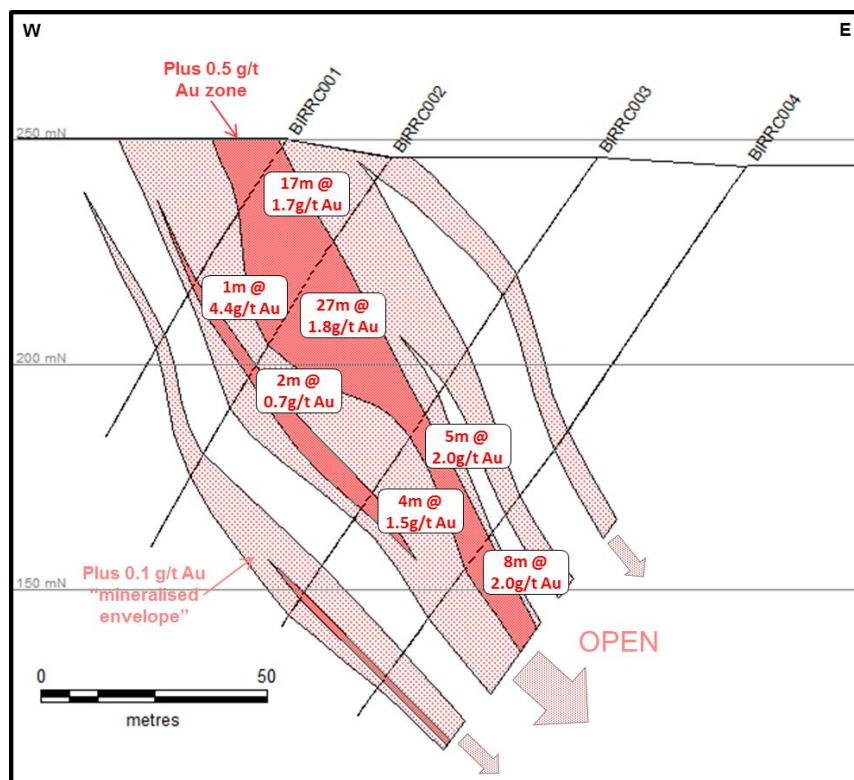 W
E
Plus 0.5 g/t
Au zone
BIRRC001
BIRRC002
BIRRC003
BIRRC004
250 mN
17m @
1.7g/t Au
1m @
4.4g/t Au
27m @
1.8g/t Au
200 mN
2m @
0.7g/t Au
5m @
2.0g/t Au
4m @
1.5g/t Au
8m @
2.0g/t Au
Plus 0.1 g/t Au
“mineralised
envelope”
150 mN
OPEN
0
50
metres